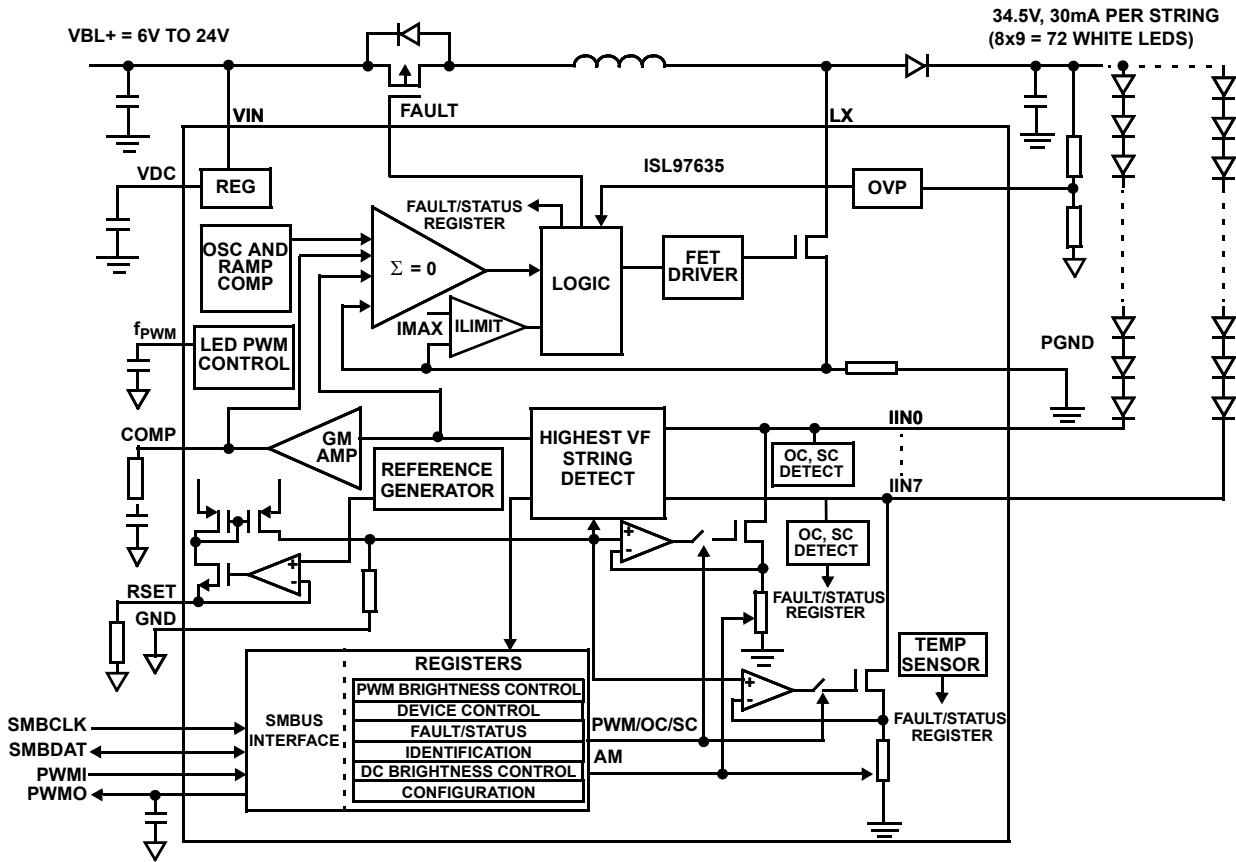 VBL+ = 6V TO 24V
34.5V, 30mA PER STRING
(8x9 = 72 WHITE LEDS)
FAULT
VIN
LX
VDC
REG
ISL97635
OVP
FAULT/STATUS
REGISTER
OSC AND
RAMP
COMP
Σ = 0
LOGIC
FET
DRIVER
IMAX
ILIMIT
fPWM
LED PWM
CONTROL
PGND
COMP
GM
AMP
HIGHEST VF
STRING
DETECT
IIN0
OC, SC
DETECT
REFERENCE
GENERATOR
IIN7
+
-
OC, SC
DETECT
+
-
RSET
FAULT/STATUS
REGISTER
GND
TEMP
SENSOR
REGISTERS
+
-
PWM BRIGHTNESS CONTROL
DEVICE CONTROL
FAULT/STATUS
REGISTER
SMBUS
INTERFACE
FAULT/STATUS
PWM/OC/SC
SMBCLK
SMBDAT
IDENTIFICATION
AM
PWMI
DC BRIGHTNESS CONTROL
PWMO
CONFIGURATION